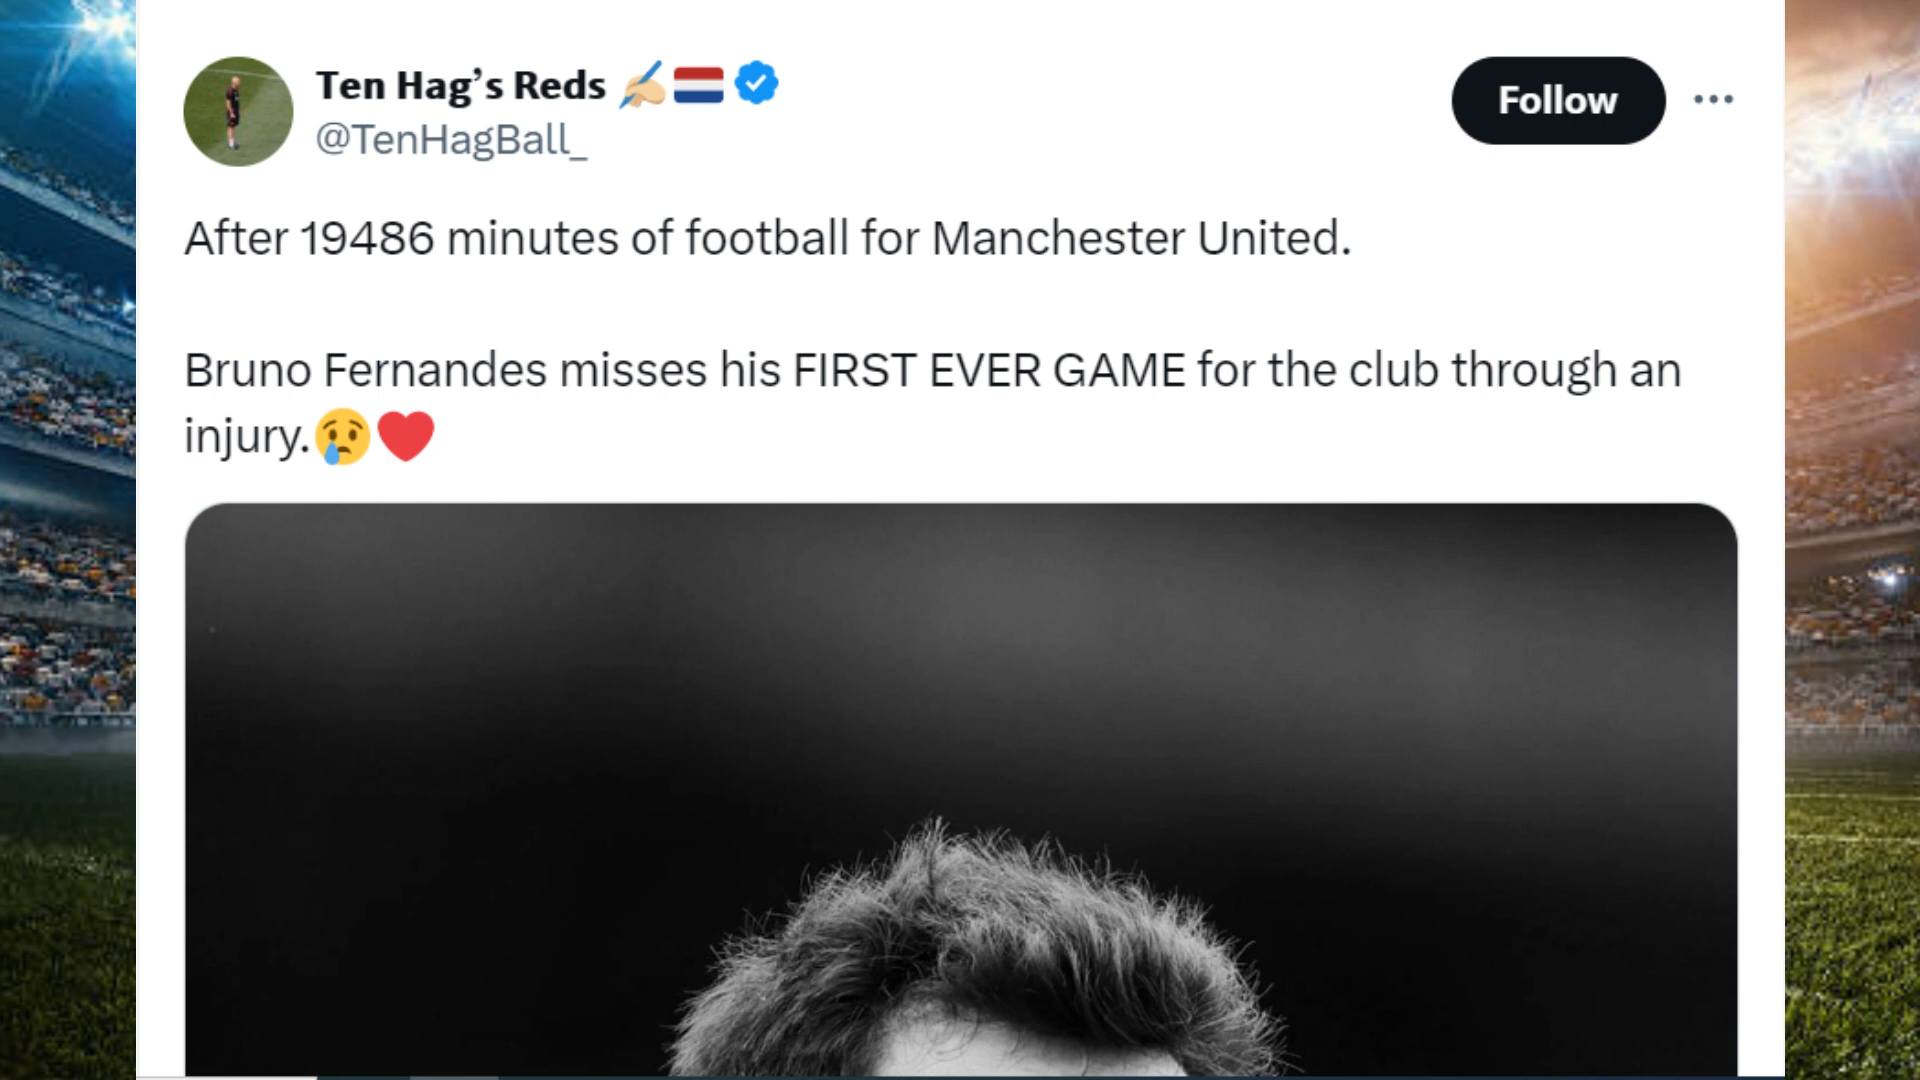 Ten Hag’s Reds ✍🏼🇳🇱
@TenHagBall_
Follow
After 19486 minutes of football for Manchester United.
Bruno Fernandes misses his FIRST EVER GAME for the club through an
injury.😢❤️